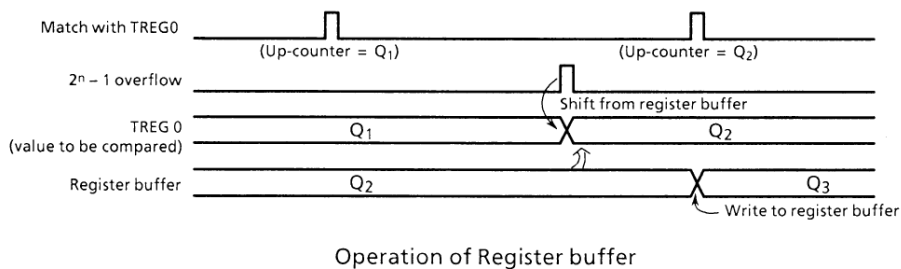 Match with TREG0
(Up-counter = Q1)
(Up-counter = Q2)
2ⁿ – 1 overflow
Shift from register buffer
TREG 0
(value to be compared)
Q1
Q2
Register buffer
Q2
Q3
Write to register buffer
Operation of Register buffer